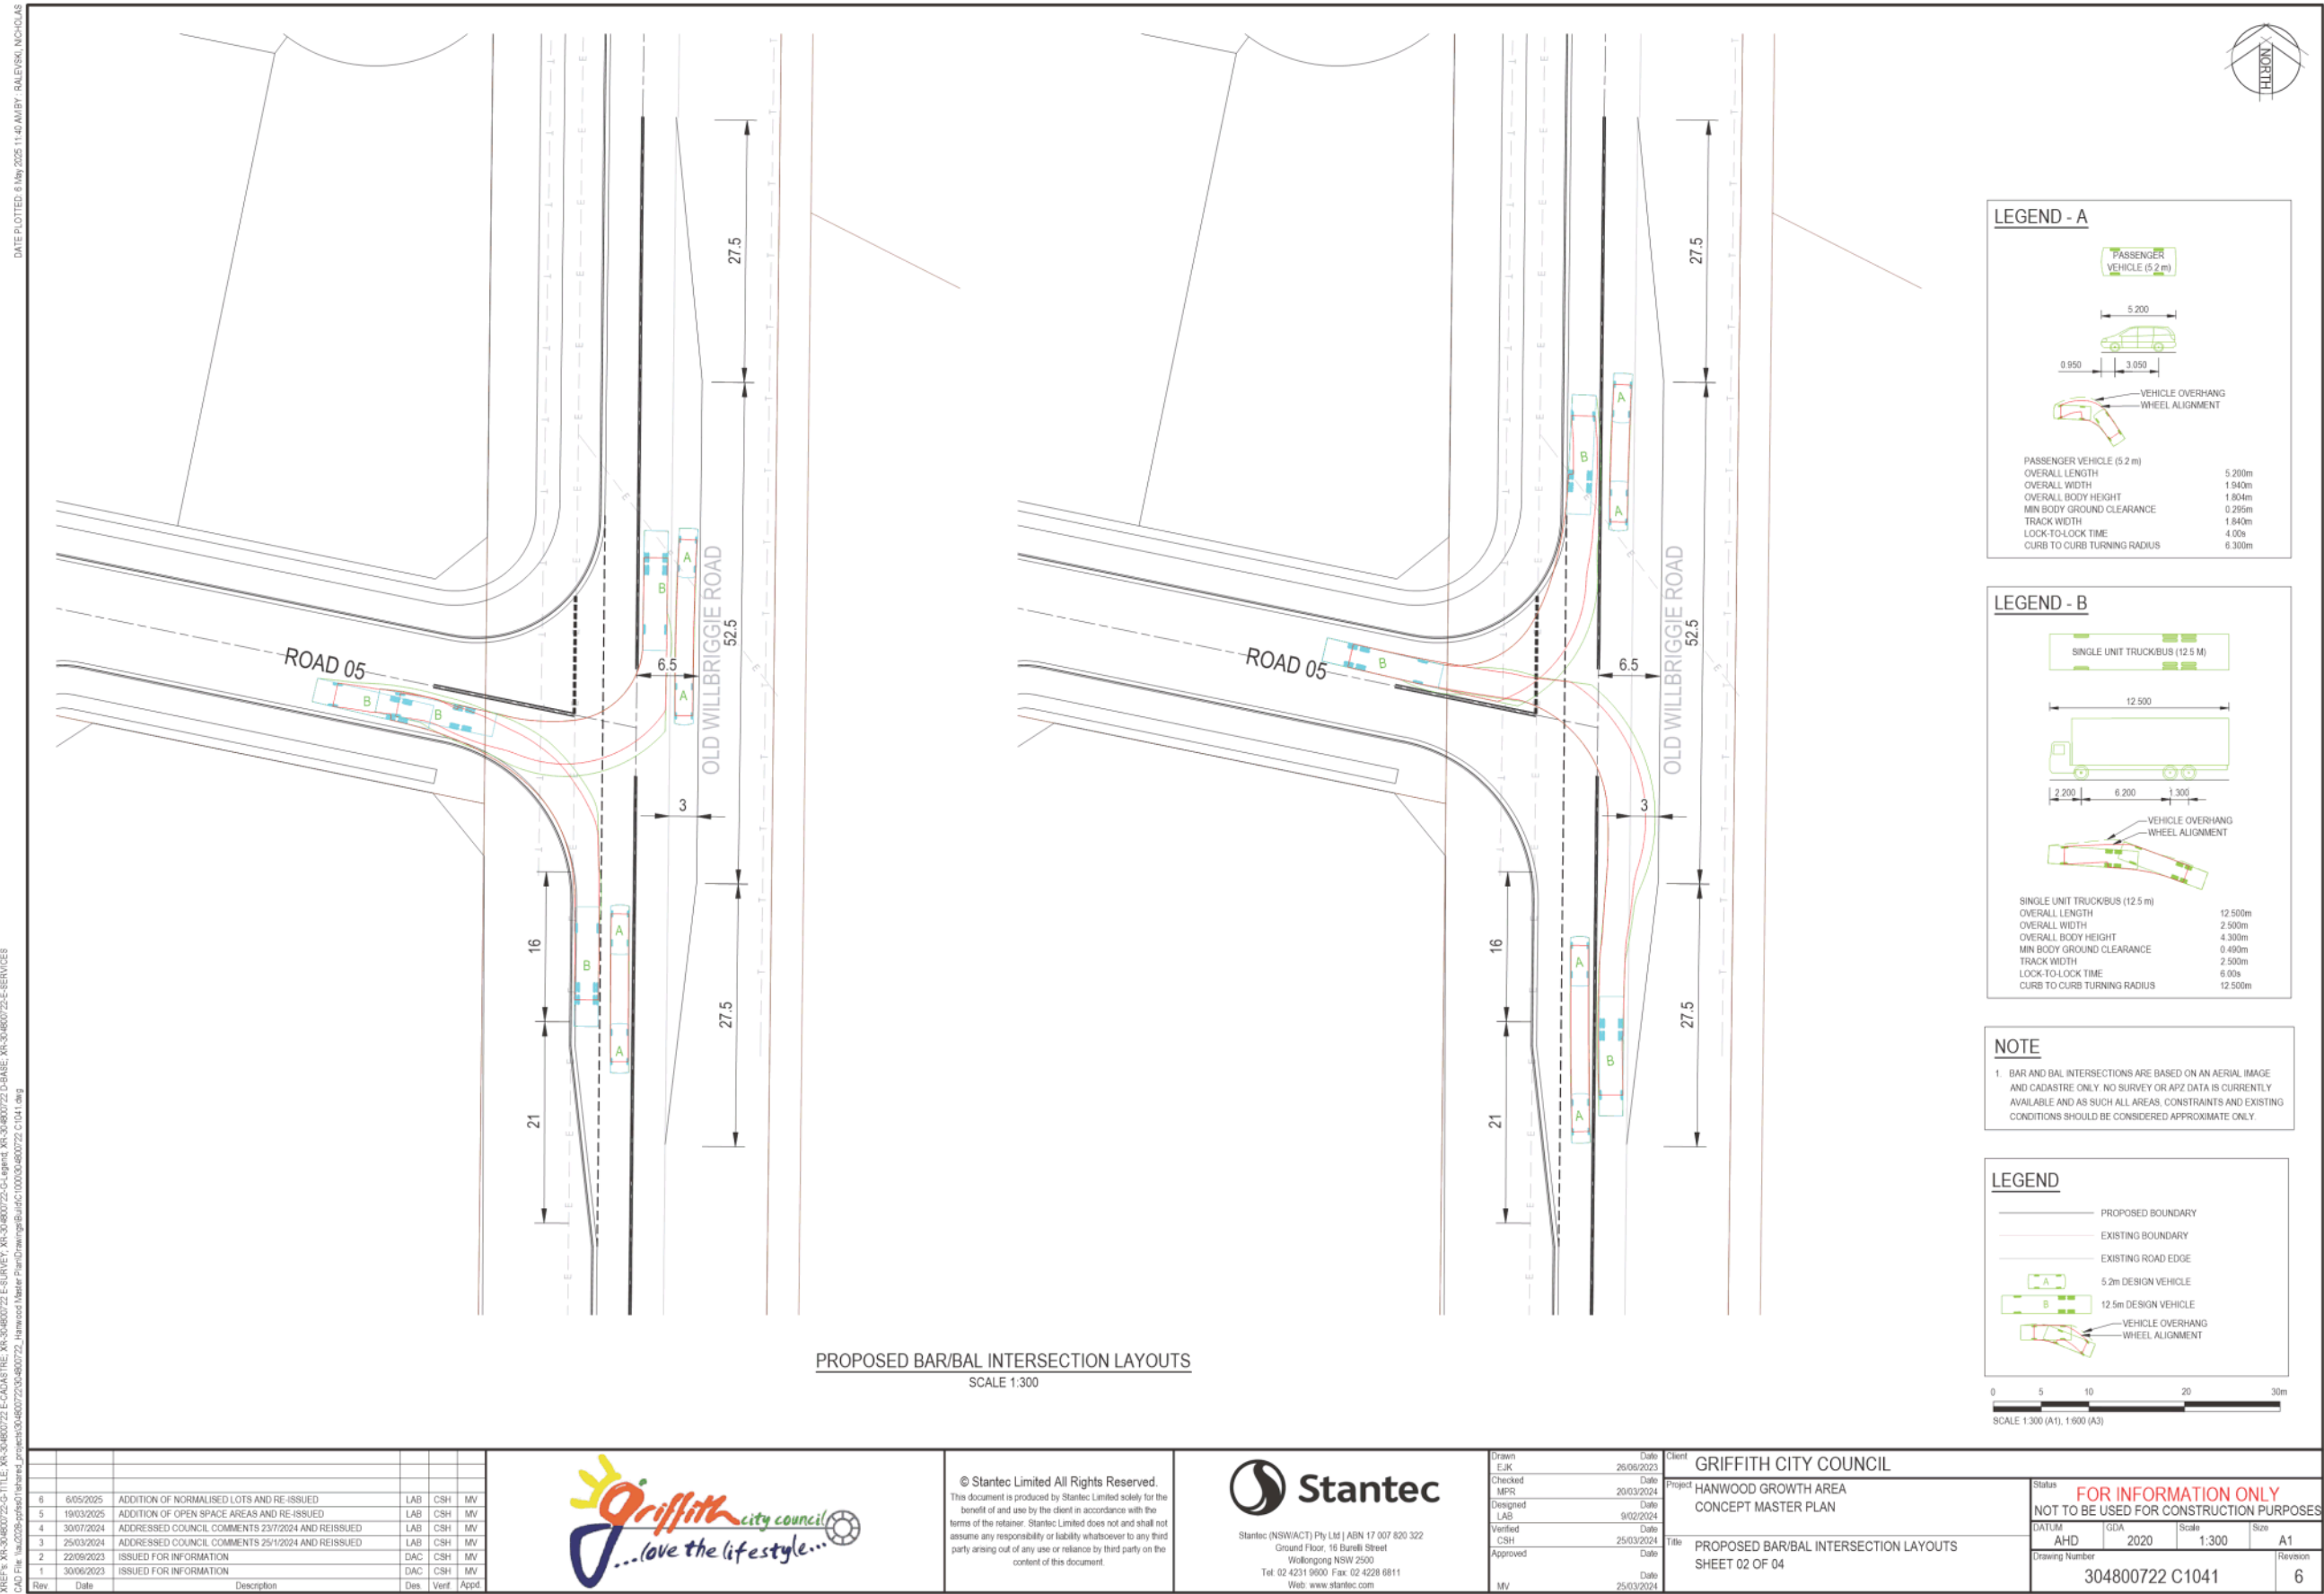 DATE PLOTTED: 6 May 2025 11:40 AM BY : RALEVSKI, NICHOLAS
NORTH
27.5
52.5
6.5
3
27.5
16
21
ROAD 05
OLD WILLBRIGGIE ROAD
A
A
B
B
B
B
A
A
27.5
52.5
6.5
3
27.5
16
21
ROAD 05
OLD WILLBRIGGIE ROAD
A
A
B
B
B
A
A
PROPOSED BAR/BAL INTERSECTION LAYOUTS
SCALE 1:300
LEGEND - A
PASSENGER
VEHICLE (5.2 m)
5.200
0.950 3.050
VEHICLE OVERHANG
WHEEL ALIGNMENT
PASSENGER VEHICLE (5.2 m)
OVERALL LENGTH 5.200m
OVERALL WIDTH 1.940m
OVERALL BODY HEIGHT 1.804m
MIN BODY GROUND CLEARANCE 0.295m
TRACK WIDTH 1.840m
LOCK-TO-LOCK TIME 4.00s
CURB TO CURB TURNING RADIUS 6.300m
LEGEND - B
SINGLE UNIT TRUCK/BUS (12.5 M)
12.500
2.200 6.200 1.300
VEHICLE OVERHANG
WHEEL ALIGNMENT
SINGLE UNIT TRUCK/BUS (12.5 m)
OVERALL LENGTH 12.500m
OVERALL WIDTH 2.500m
OVERALL BODY HEIGHT 4.300m
MIN BODY GROUND CLEARANCE 0.490m
TRACK WIDTH 2.500m
LOCK-TO-LOCK TIME 6.00s
CURB TO CURB TURNING RADIUS 12.500m
NOTE
1. BAR AND BAL INTERSECTIONS ARE BASED ON AN AERIAL IMAGE
AND CADASTRE ONLY. NO SURVEY OR APZ DATA IS CURRENTLY
AVAILABLE AND AS SUCH ALL AREAS, CONSTRAINTS AND EXISTING
CONDITIONS SHOULD BE CONSIDERED APPROXIMATE ONLY.
LEGEND
PROPOSED BOUNDARY
EXISTING BOUNDARY
EXISTING ROAD EDGE
A 5.2m DESIGN VEHICLE
B 12.5m DESIGN VEHICLE
VEHICLE OVERHANG
WHEEL ALIGNMENT
0 5 10 20 30m
SCALE 1:300 (A1), 1:600 (A3)
6 6/05/2025 ADDITION OF NORMALISED LOTS AND RE-ISSUED LAB CSH MV
5 19/03/2025 ADDITION OF OPEN SPACE AREAS AND RE-ISSUED LAB CSH MV
4 30/07/2024 ADDRESSED COUNCIL COMMENTS 23/7/2024 AND REISSUED LAB CSH MV
3 25/03/2024 ADDRESSED COUNCIL COMMENTS 25/1/2024 AND REISSUED LAB CSH MV
2 22/09/2023 ISSUED FOR INFORMATION DAC CSH MV
1 30/06/2023 ISSUED FOR INFORMATION DAC CSH MV
Rev Date Description Des. Verif. Appd.
Griffith city council
...love the lifestyle...
© Stantec Limited All Rights Reserved.
This document is produced by Stantec Limited solely for the
benefit of and use by the client in accordance with the
terms of the retainer. Stantec Limited does not and shall not
assume any responsibility or liability whatsoever to any third
party arising out of any use or reliance by third party on the
content of this document.
Stantec
Stantec (NSW/ACT) Pty Ltd | ABN 17 007 820 322
Ground Floor, 16 Burelli Street
Wollongong NSW 2500
Tel: 02 4231 9600 Fax: 02 4228 6811
Web: www.stantec.com
Drawn Date
EJK 26/06/2023
Checked Date
MPR 20/03/2024
Designed Date
LAB 9/02/2024
Verified Date
CSH 25/03/2024
Approved Date
Date
MV 25/03/2024
Client GRIFFITH CITY COUNCIL
Project HANWOOD GROWTH AREA
CONCEPT MASTER PLAN
Title PROPOSED BAR/BAL INTERSECTION LAYOUTS
SHEET 02 OF 04
Status
FOR INFORMATION ONLY
NOT TO BE USED FOR CONSTRUCTION PURPOSES
DATUM GDA Scale Size
AHD 2020 1:300 A1
Drawing Number Revision
304800722 C1041 6